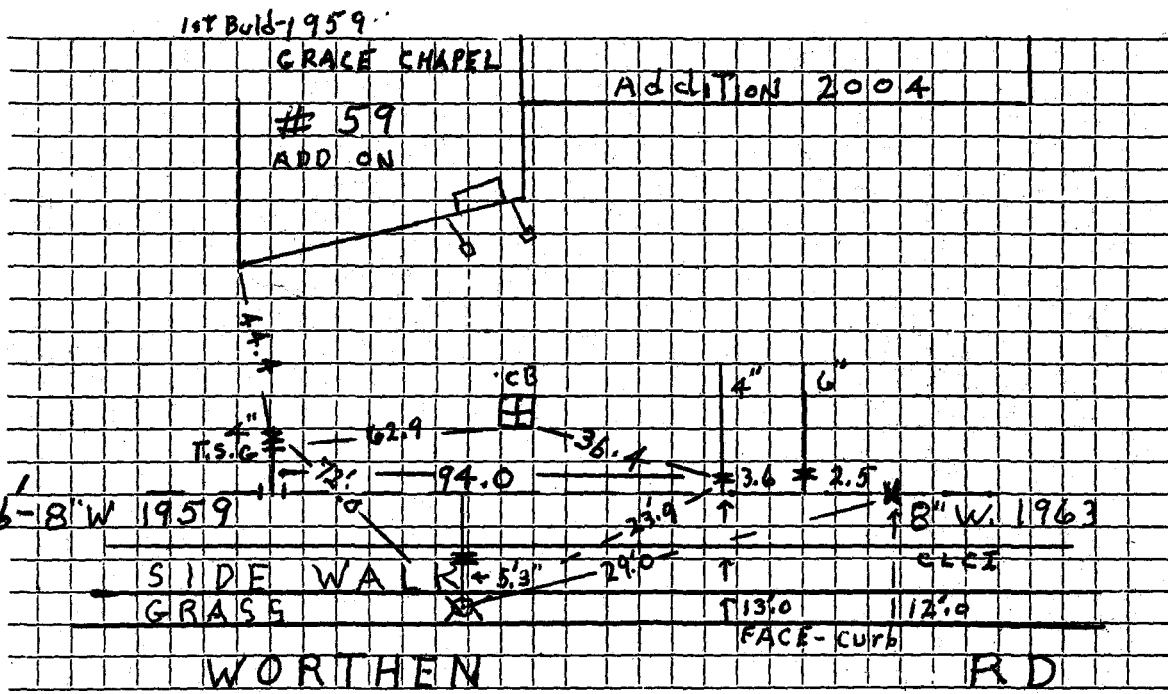 1st Buld-1959
GRACE CHAPEL
Addition 2004
# 59
ADD ON
CB
4" 6"
4"
T.S.G
62.9
36.4
94.0
3.6 2.5
8" W 1959
23.9
8" W. 1963
CLCI
SIDE WALK
5'3"
29.0
GRASS
13.0 12.0
FACE-Curb
WORTHEN RD